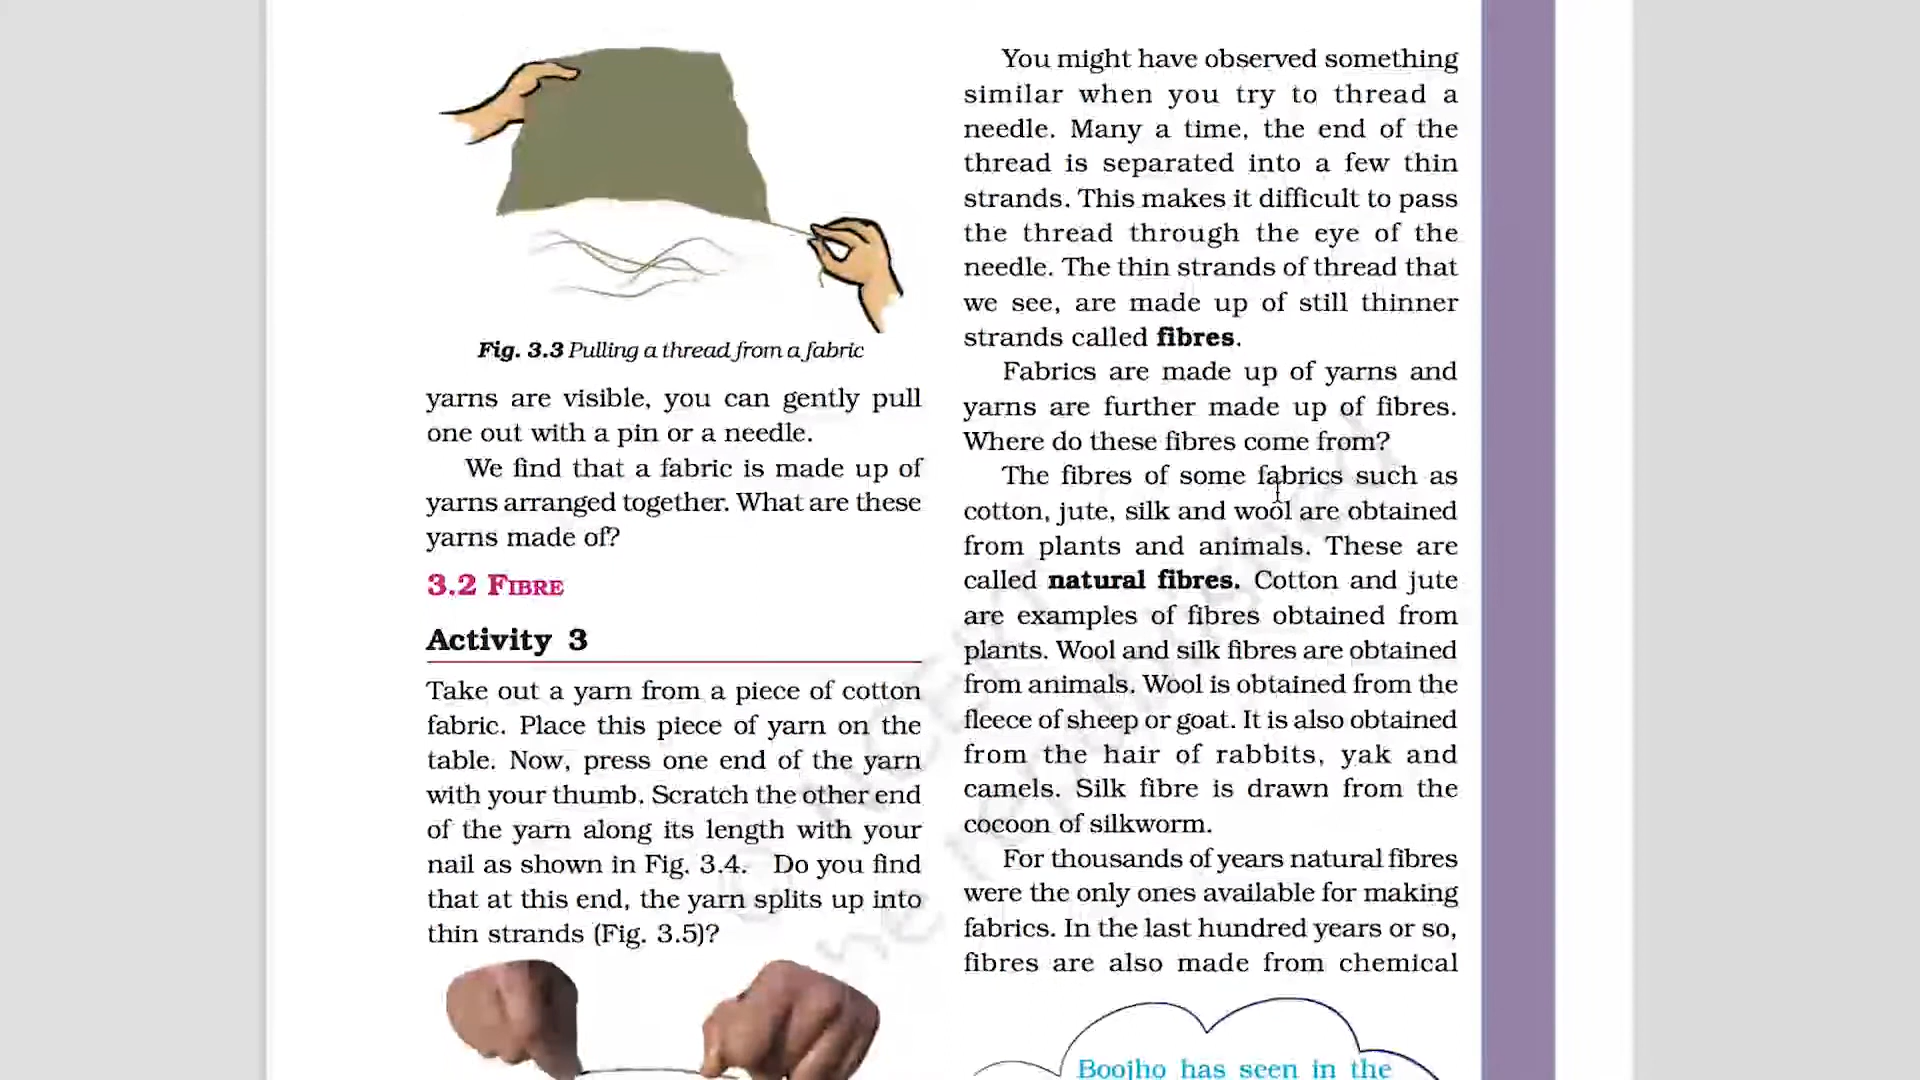 Fig. 3.3 Pulling a thread from a fabric
yarns are visible, you can gently pull
one out with a pin or a needle.
We find that a fabric is made up of
yarns arranged together. What are these
yarns made of?
3.2 FIBRE
Activity 3
Take out a yarn from a piece of cotton
fabric. Place this piece of yarn on the
table. Now, press one end of the yarn
with your thumb. Scratch the other end
of the yarn along its length with your
nail as shown in Fig. 3.4. Do you find
that at this end, the yarn splits up into
thin strands (Fig. 3.5)?
You might have observed something
similar when you try to thread a
needle. Many a time, the end of the
thread is separated into a few thin
strands. This makes it difficult to pass
the thread through the eye of the
needle. The thin strands of thread that
we see, are made up of still thinner
strands called fibres.
Fabrics are made up of yarns and
yarns are further made up of fibres.
Where do these fibres come from?
The fibres of some fabrics such as
cotton, jute, silk and wool are obtained
from plants and animals. These are
called natural fibres. Cotton and jute
are examples of fibres obtained from
plants. Wool and silk fibres are obtained
from animals. Wool is obtained from the
fleece of sheep or goat. It is also obtained
from the hair of rabbits, yak and
camels. Silk fibre is drawn from the
cocoon of silkworm.
For thousands of years natural fibres
were the only ones available for making
fabrics. In the last hundred years or so,
fibres are also made from chemical
Boojho has seen in the
© NCERT
be republished